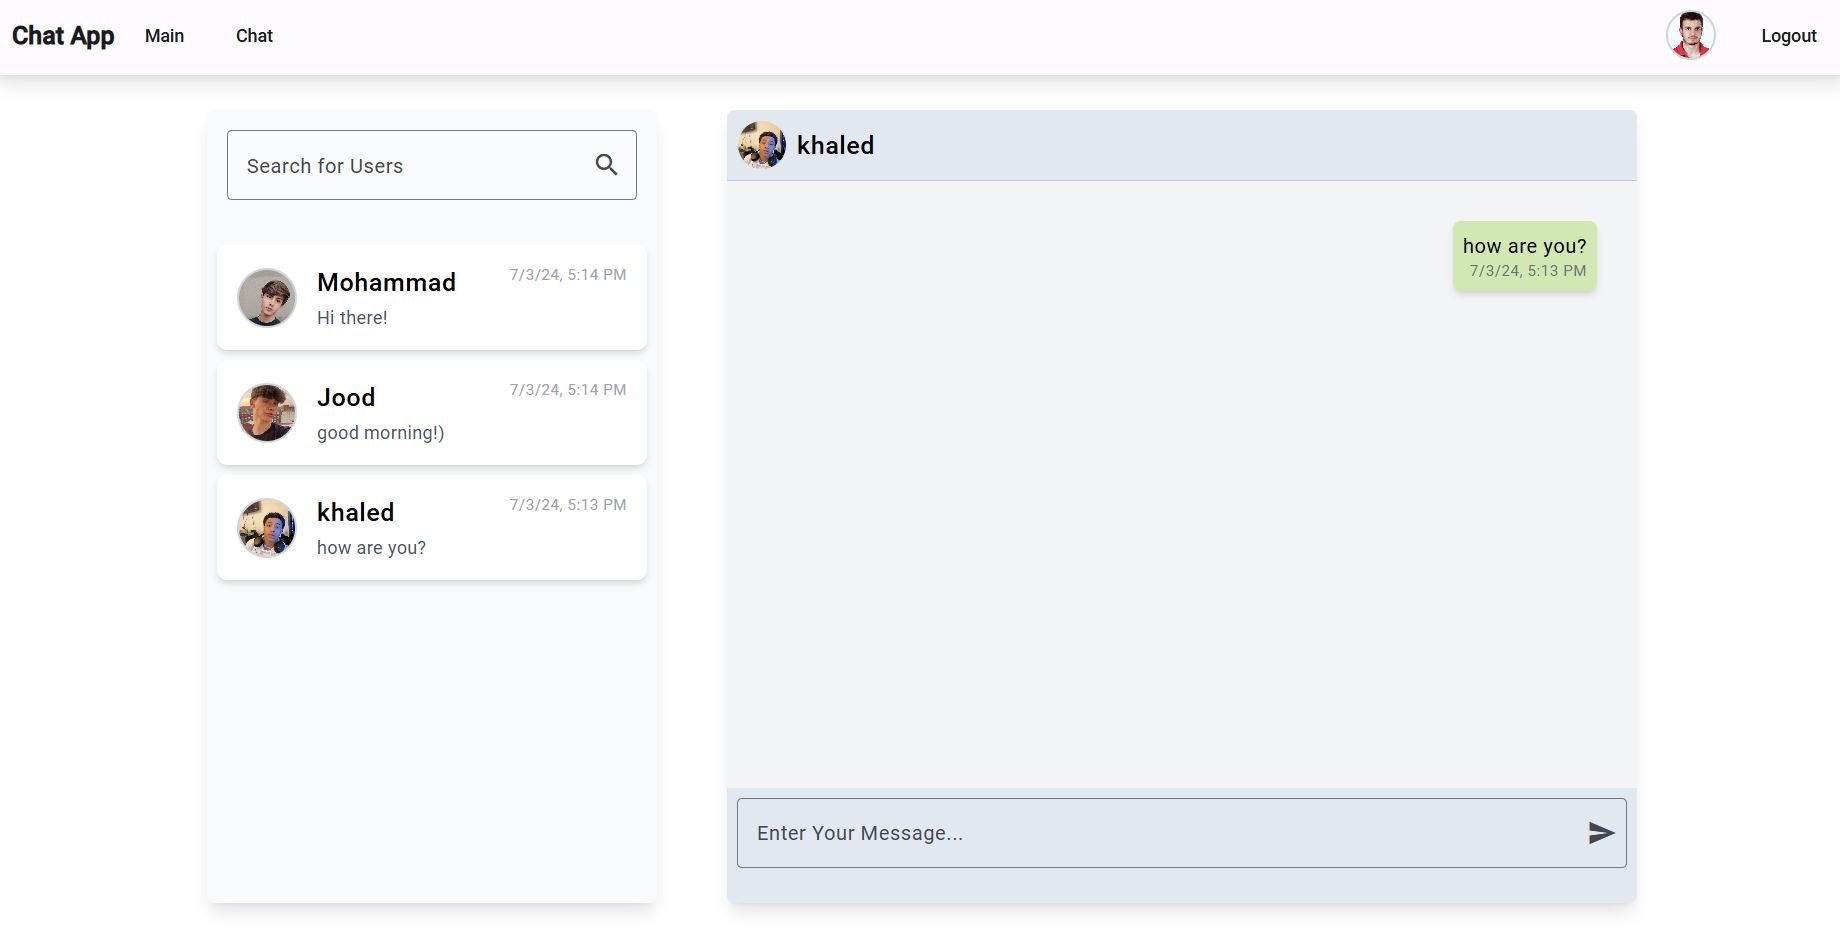 Chat App Main Chat Logout
Search for Users
Mohammad 7/3/24, 5:14 PM
Hi there!
Jood 7/3/24, 5:14 PM
good morning!)
khaled 7/3/24, 5:13 PM
how are you?
khaled
how are you?
7/3/24, 5:13 PM
Enter Your Message...